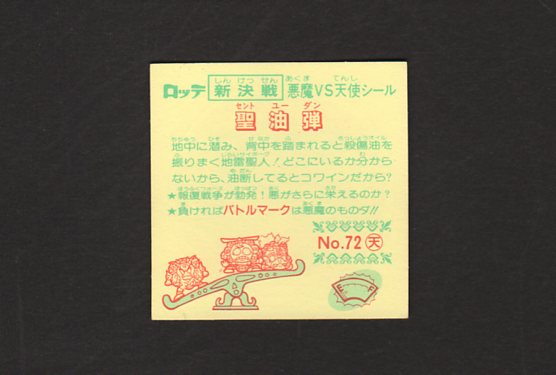 ロッテ 新決戦 悪魔VS天使シール
聖油弾
地中に潜み、背中を踏まれると殺傷油を
振りまく地雷聖人!どこにいるか分から
ないから、油断してるとコワインだから?
★報復戦争が勃発!悪がさらに栄えるのか?
★負ければバトルマークは悪魔のものダ!!
No.72 天
E F